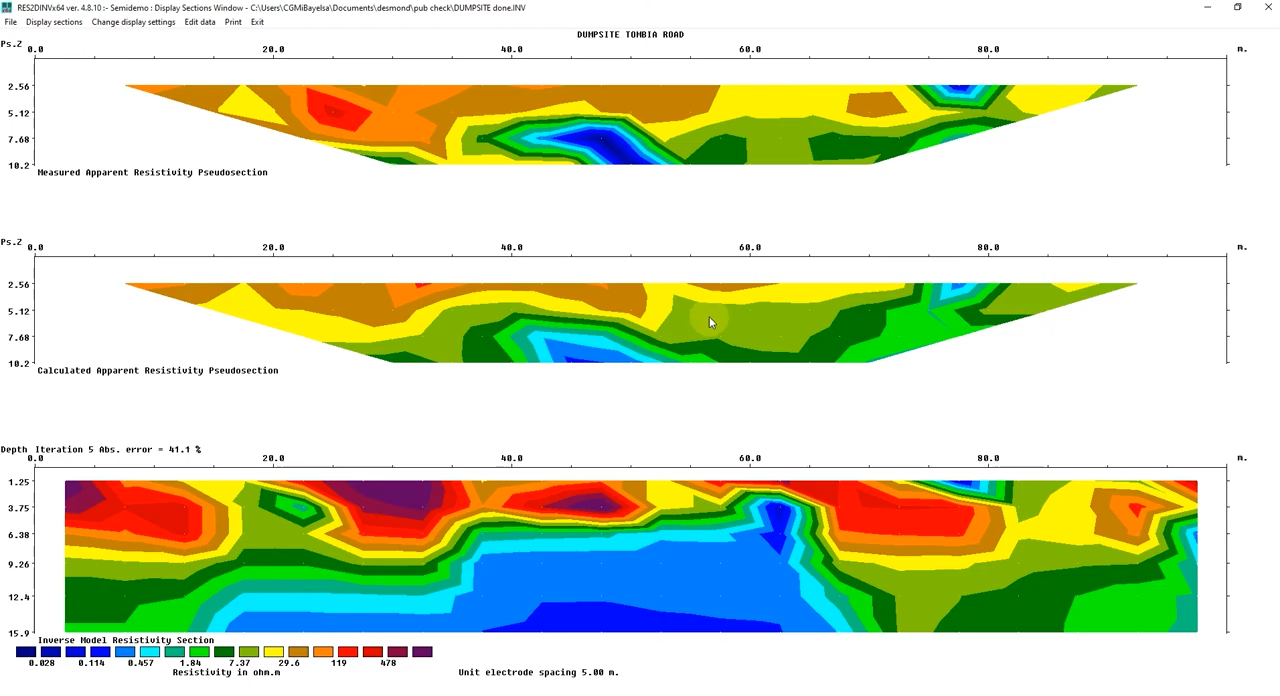 RES2DINVx64 ver. 4.8.10 :- Semidemo : Display Sections Window - C:\Users\CGMiBayelsa\Documents\desmond\pub check\DUMPSITE done.INV
File Display sections Change display settings Edit data Print Exit
DUMPSITE TOMBIA ROAD
Ps.Z 0.0 20.0 40.0 60.0 80.0 m.
2.56
5.12
7.68
10.2
Measured Apparent Resistivity Pseudosection
Ps.Z 0.0 20.0 40.0 60.0 80.0 m.
2.56
5.12
7.68
10.2
Calculated Apparent Resistivity Pseudosection
Depth Iteration 5 Abs. error = 41.1 %
0.0 20.0 40.0 60.0 80.0 m.
1.25
3.75
6.38
9.26
12.4
15.9
Inverse Model Resistivity Section
0.028 0.114 0.457 1.84 7.37 29.6 119 478
Resistivity in ohm.m Unit electrode spacing 5.00 m.